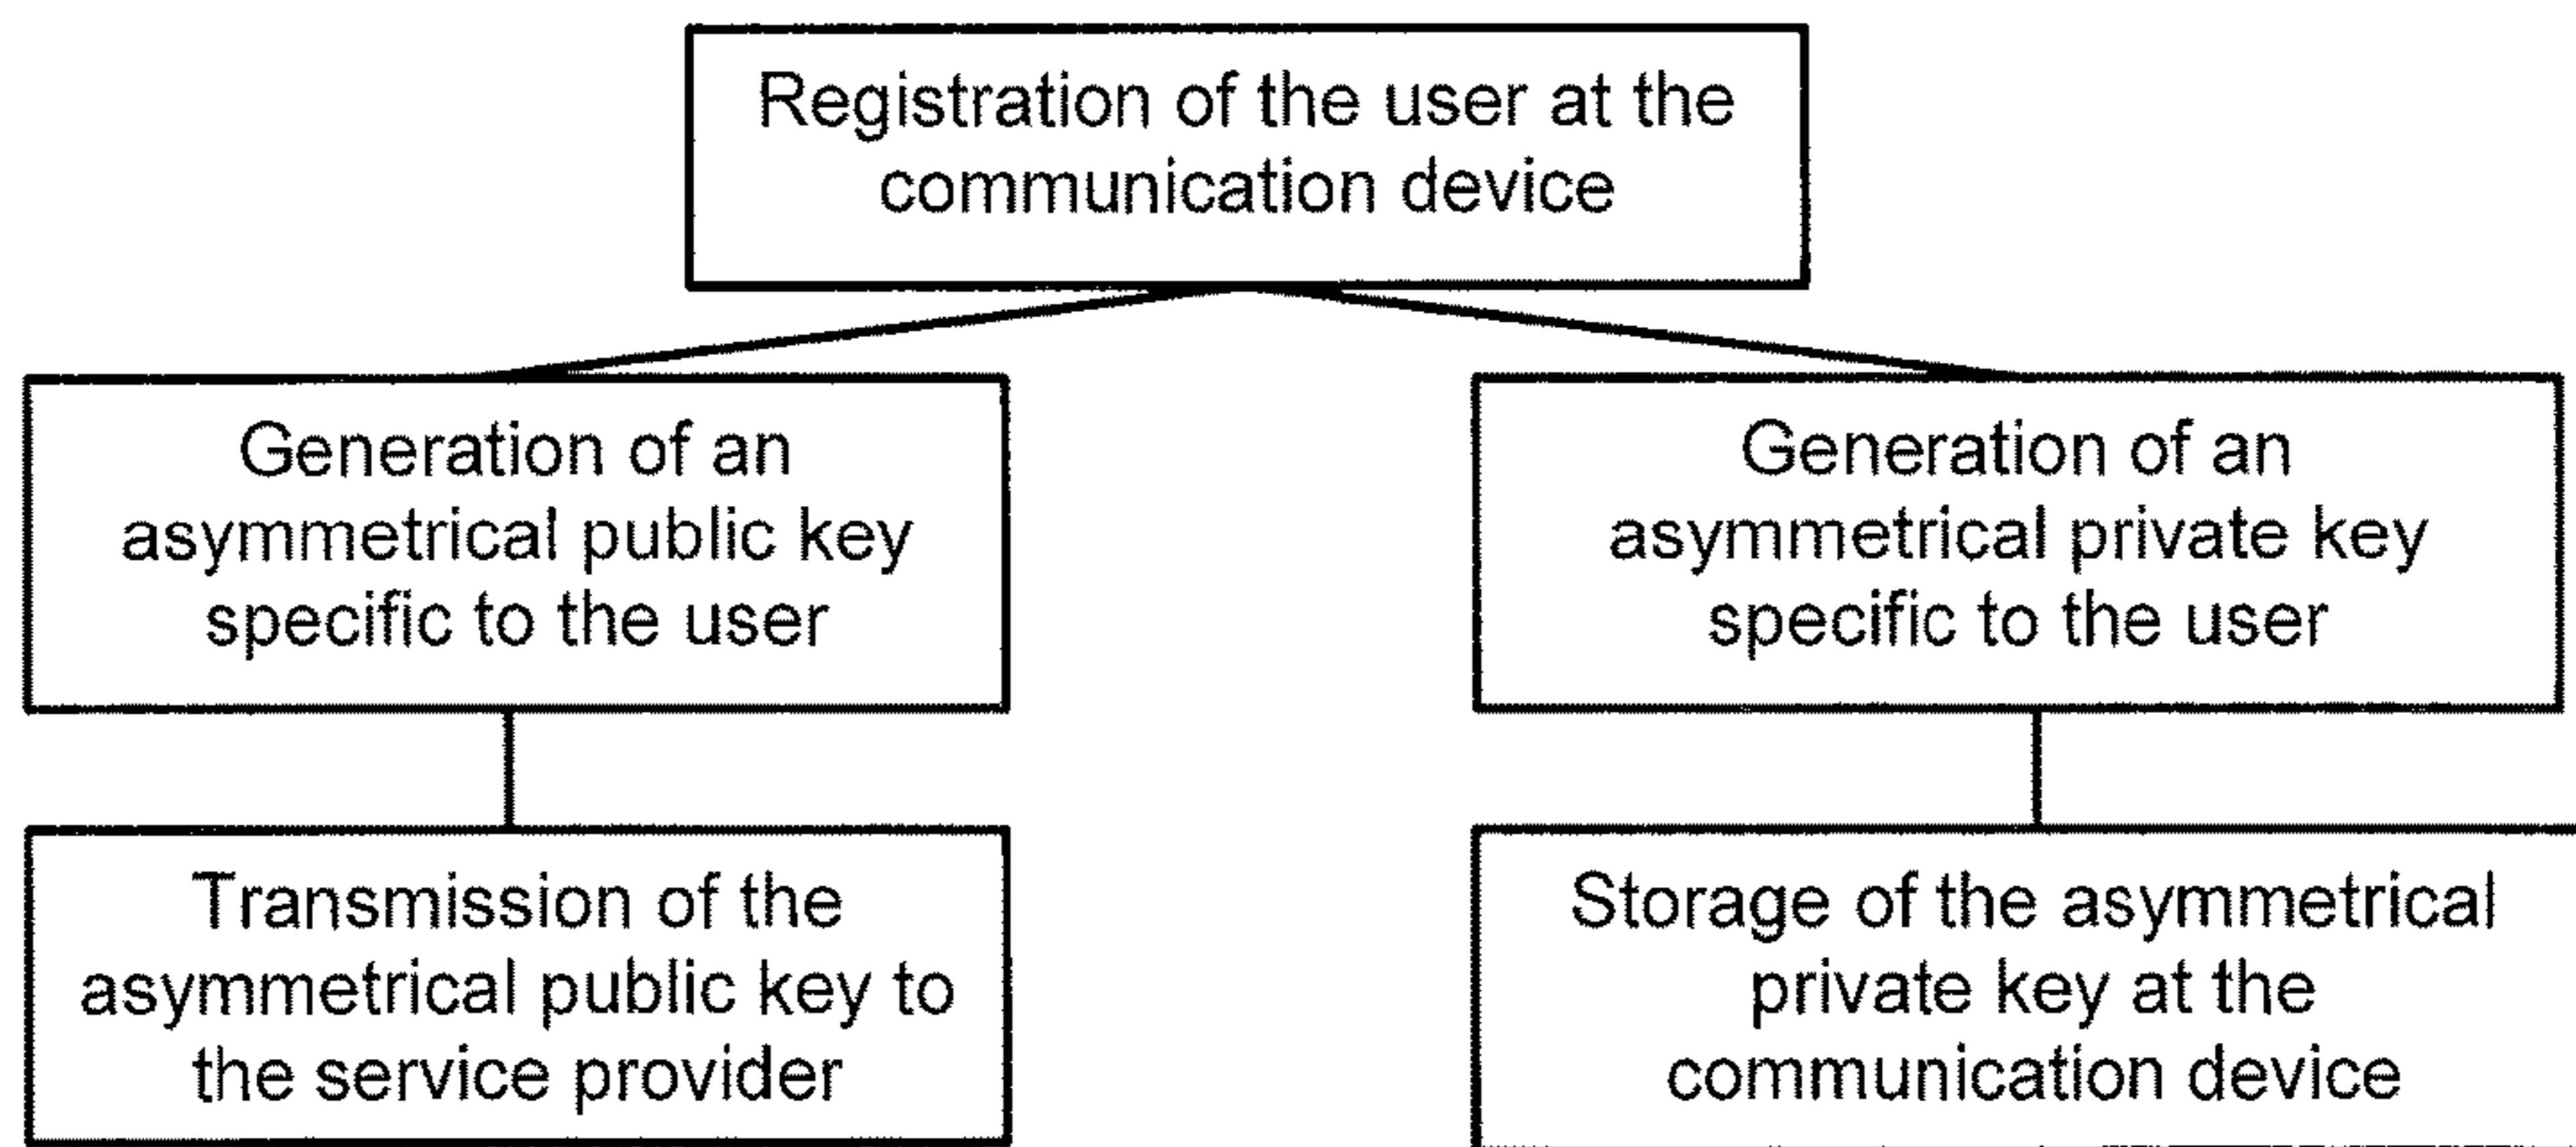 Registration of the user at the
communication device
Generation of an
asymmetrical public key
specific to the user
Generation of an
asymmetrical private key
specific to the user
Transmission of the
asymmetrical public key to
the service provider
Storage of the asymmetrical
private key at the
communication device